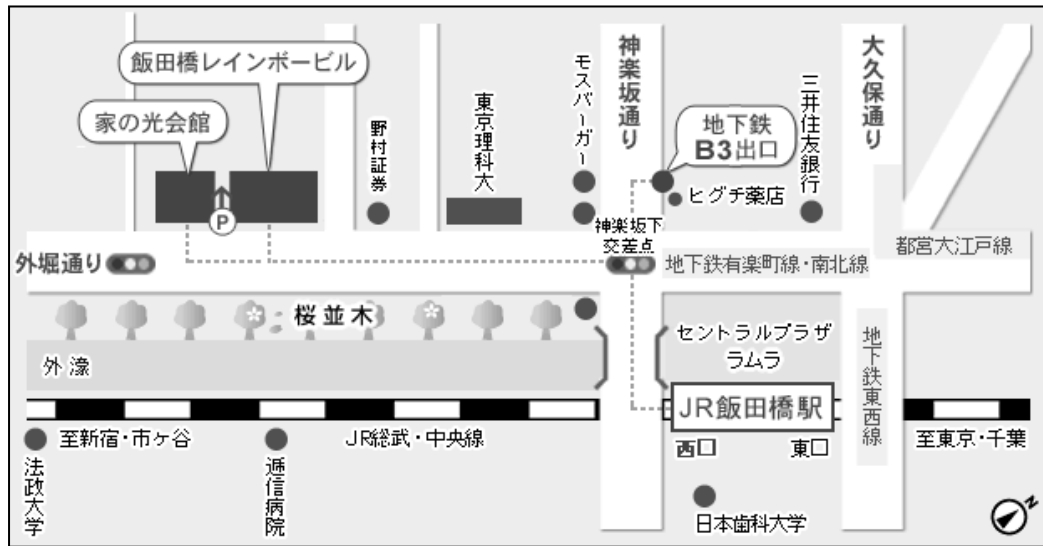 飯田橋レインボービル
家の光会館
野村証券
東京理科大
モスバーガー
神楽坂通り
地下鉄
B3出口
ヒグチ薬店
三井住友銀行
大久保通り
P
神楽坂下
交差点
外堀通り
地下鉄有楽町線・南北線
都営大江戸線
桜並木
セントラルプラザ
ラムラ
外濠
地下鉄東西線
JR飯田橋駅
至新宿・市ヶ谷
JR総武・中央線
西口
東口
至東京・千葉
法政大学
逓信病院
日本歯科大学
N